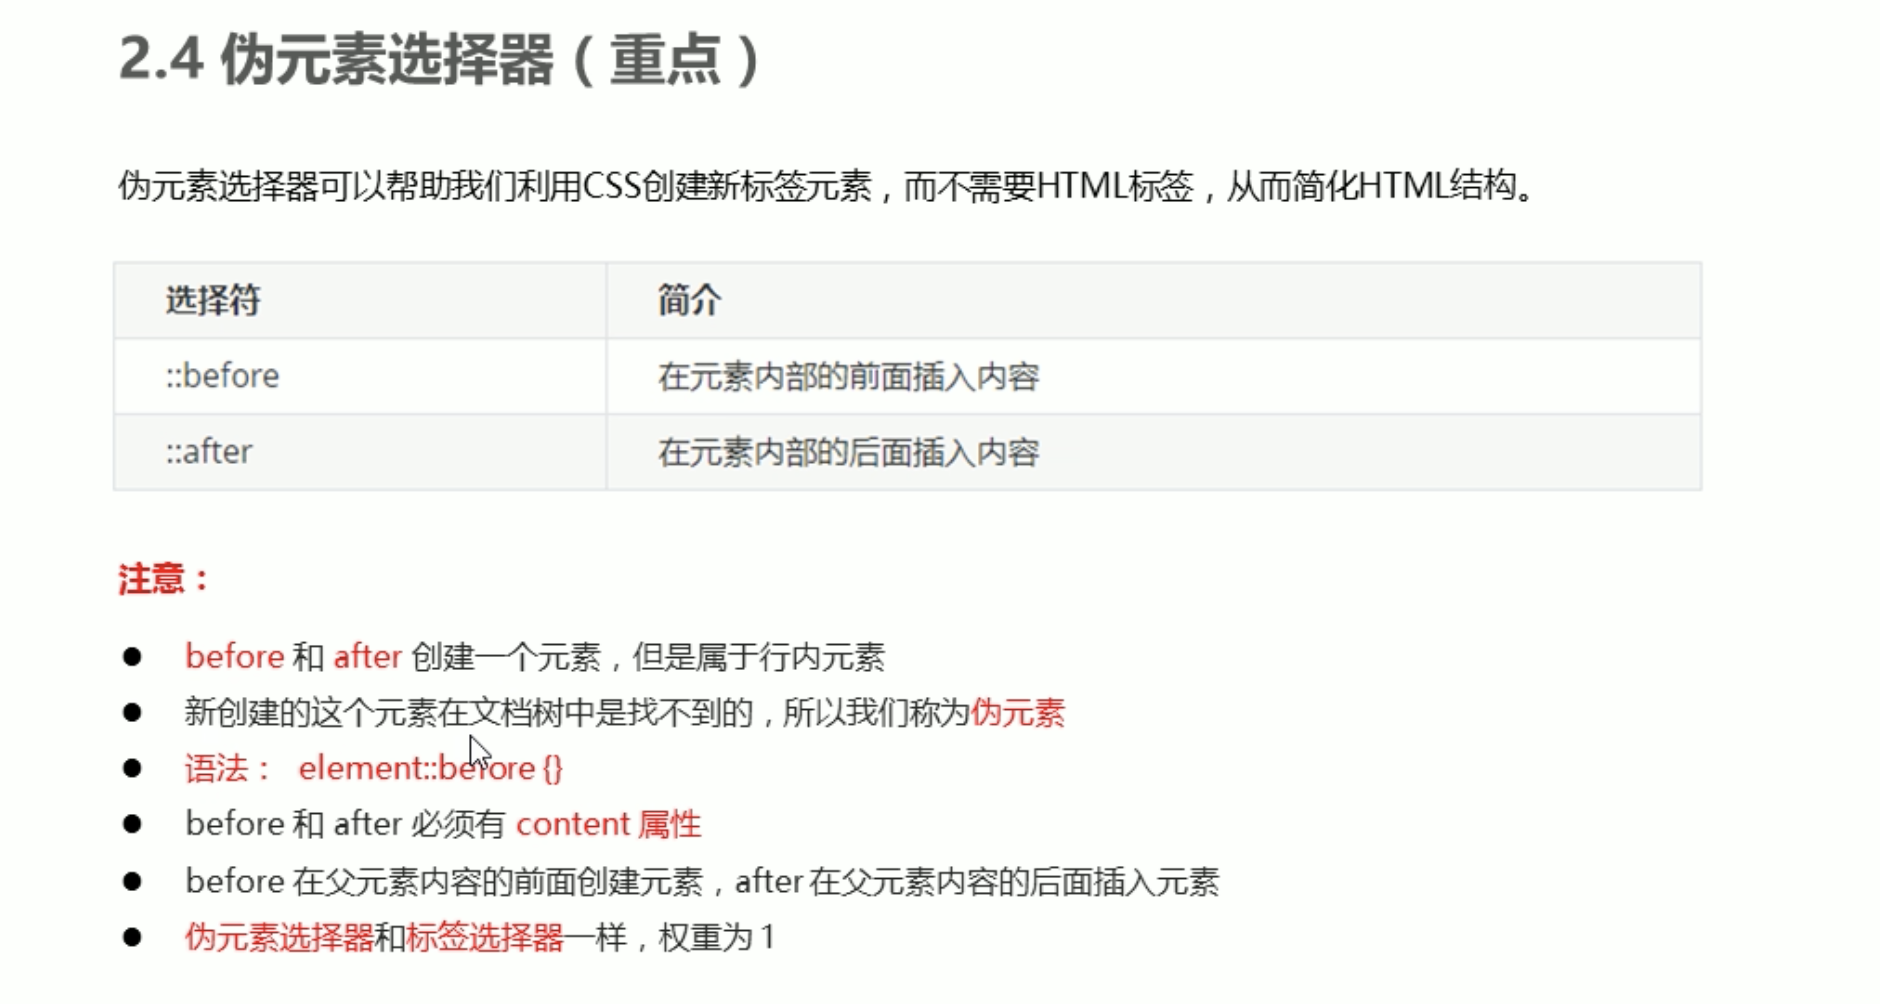 2.4 伪元素选择器（重点）
伪元素选择器可以帮助我们利用CSS创建新标签元素，而不需要HTML标签，从而简化HTML结构。
选择符 简介
::before 在元素内部的前面插入内容
::after 在元素内部的后面插入内容
注意：
● before 和 after 创建一个元素，但是属于行内元素
● 新创建的这个元素在文档树中是找不到的，所以我们称为伪元素
● 语法： element::before {}
● before 和 after 必须有 content 属性
● before 在父元素内容的前面创建元素，after 在父元素内容的后面插入元素
● 伪元素选择器和标签选择器一样，权重为 1